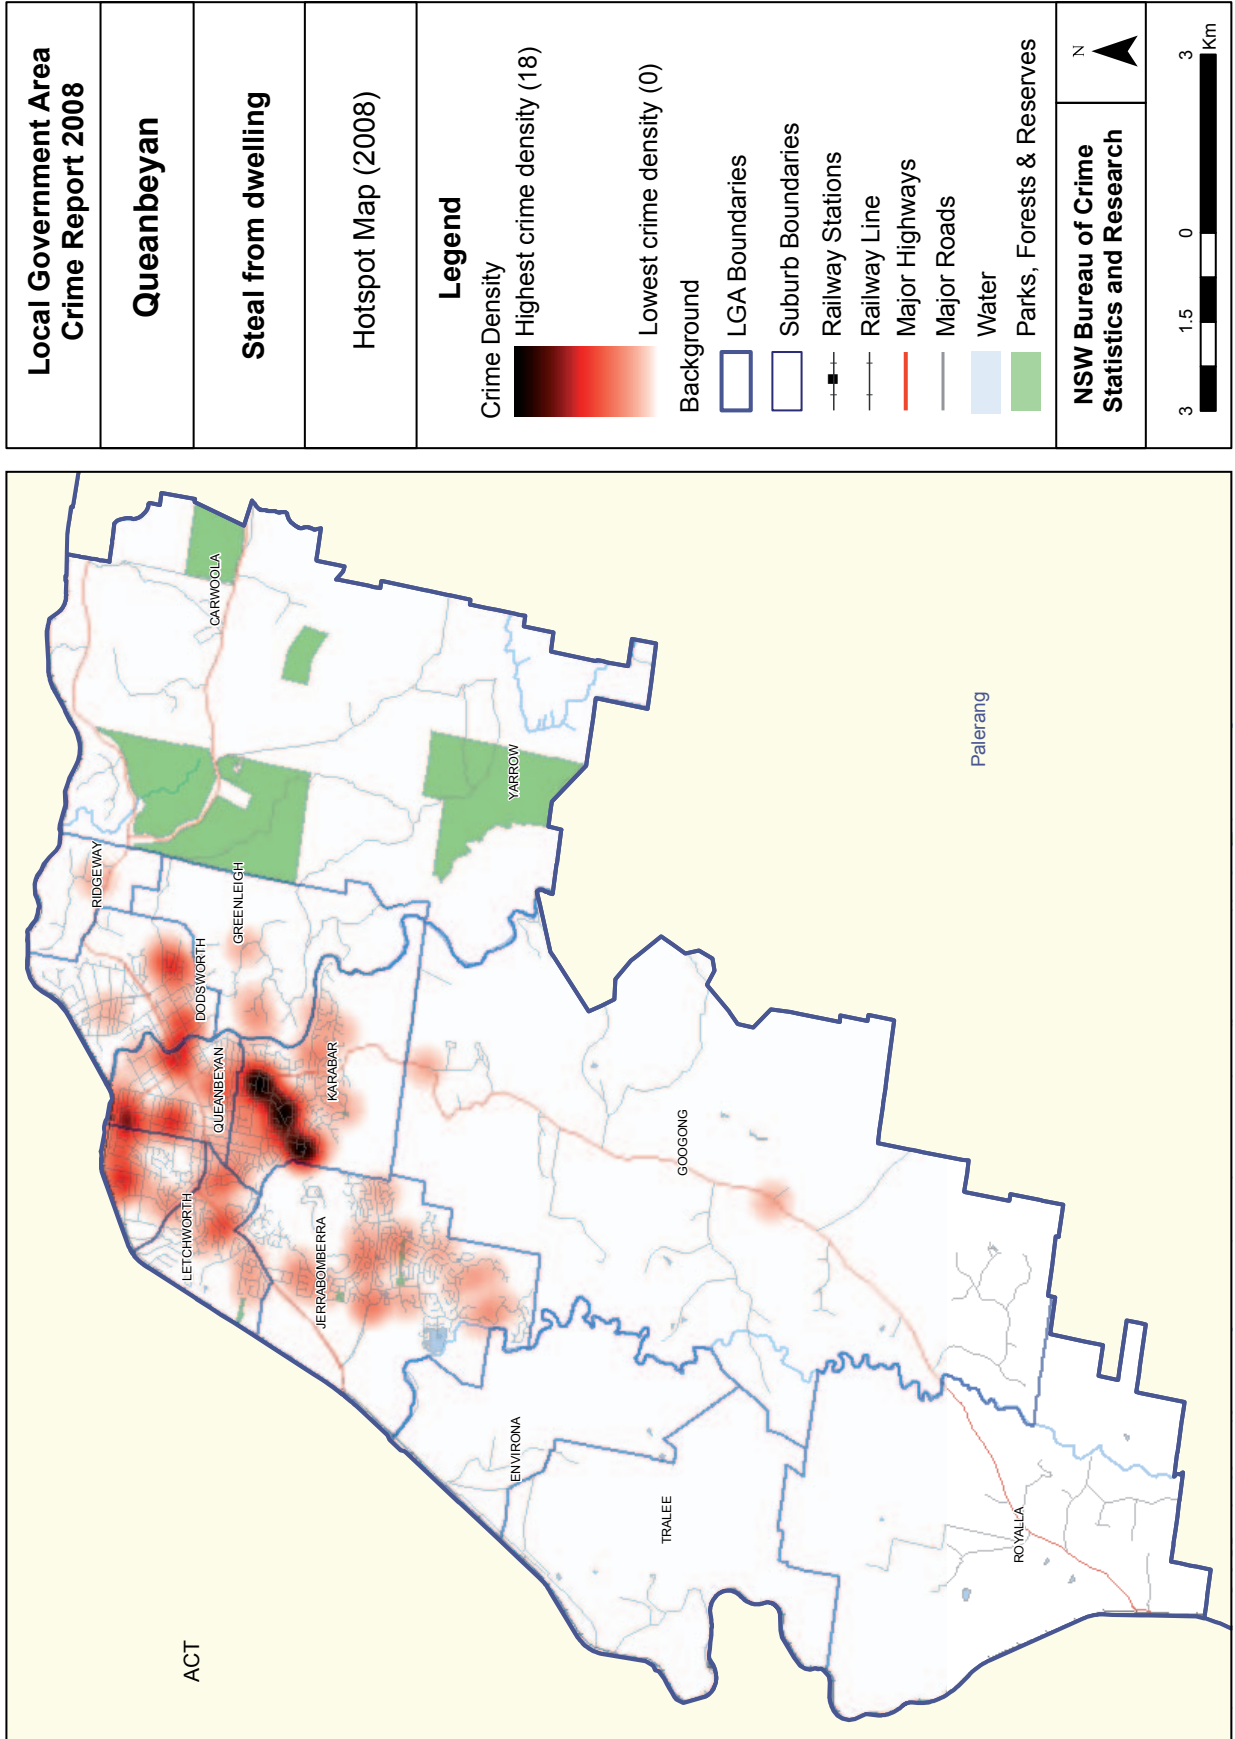 Local Government Area
Crime Report 2008
Queanbeyan
Steal from dwelling
Hotspot Map (2008)
Legend
Crime Density
Highest crime density (18)
Lowest crime density (0)
Background
LGA Boundaries
Suburb Boundaries
Railway Stations
Railway Line
Major Highways
Major Roads
Water
Parks, Forests & Reserves
NSW Bureau of Crime
Statistics and Research
N
3 1.5 0 3
Km
ACT
Palerang
CARWOOLA
RIDGEWAY
GREENLEIGH
YARROW
DODSWORTH
QUEANBEYAN
KARABAR
LETCHWORTH
JERRABOMBERRA
GOOGONG
ENVIRONA
TRALEE
ROYALLA